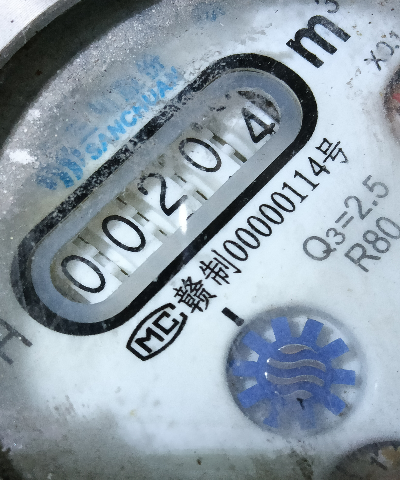 m³
X0.1
SANCHUAN
00204
MC 赣制00000114号
Q3=2.5
R80
H